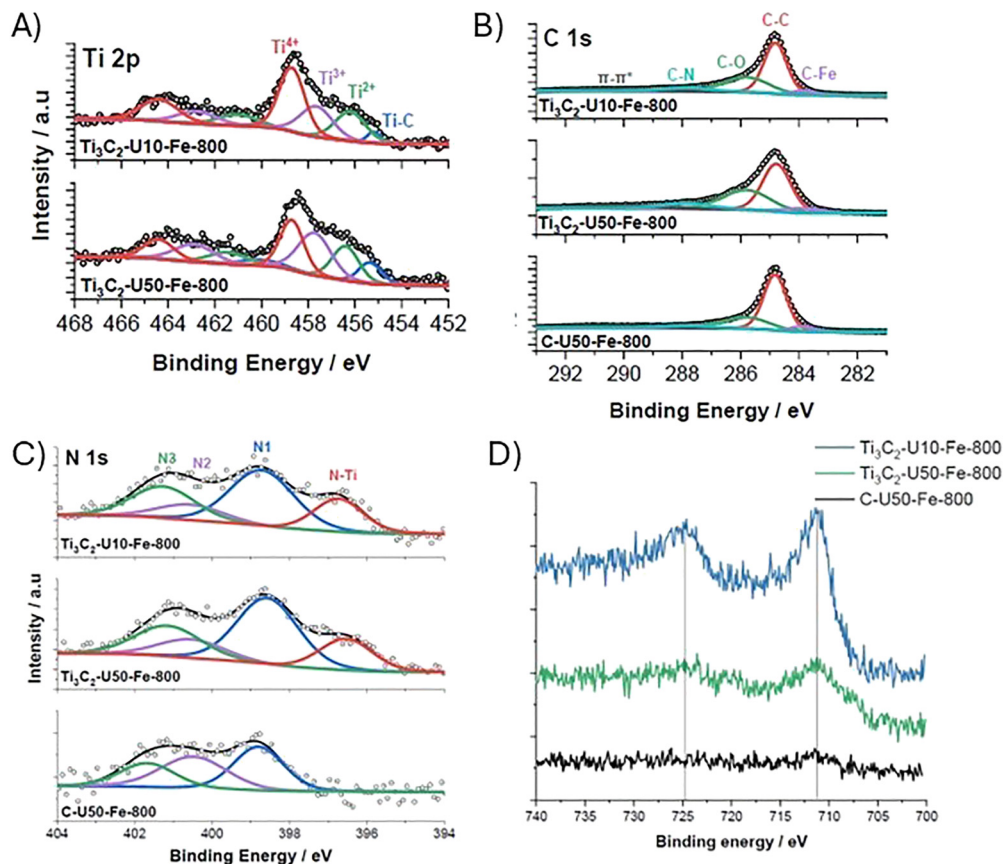 A)
Ti 2p
Ti⁴⁺
Ti³⁺
Ti²⁺
Ti-C
Ti₃C₂-U10-Fe-800
Ti₃C₂-U50-Fe-800
Intensity / a.u
468 466 464 462 460 458 456 454 452
Binding Energy / eV
B)
C 1s
C-C
C-O
C-Fe
C-N
π-π*
Ti₃C₂-U10-Fe-800
Ti₃C₂-U50-Fe-800
C-U50-Fe-800
292 290 288 286 284 282
Binding Energy / eV
C)
N 1s
N3
N2
N1
N-Ti
Ti₃C₂-U10-Fe-800
Ti₃C₂-U50-Fe-800
C-U50-Fe-800
Intensity / a.u
404 402 400 398 396 394
Binding Energy / eV
D)
Ti₃C₂-U10-Fe-800
Ti₃C₂-U50-Fe-800
C-U50-Fe-800
740 735 730 725 720 715 710 705 700
Binding energy / eV